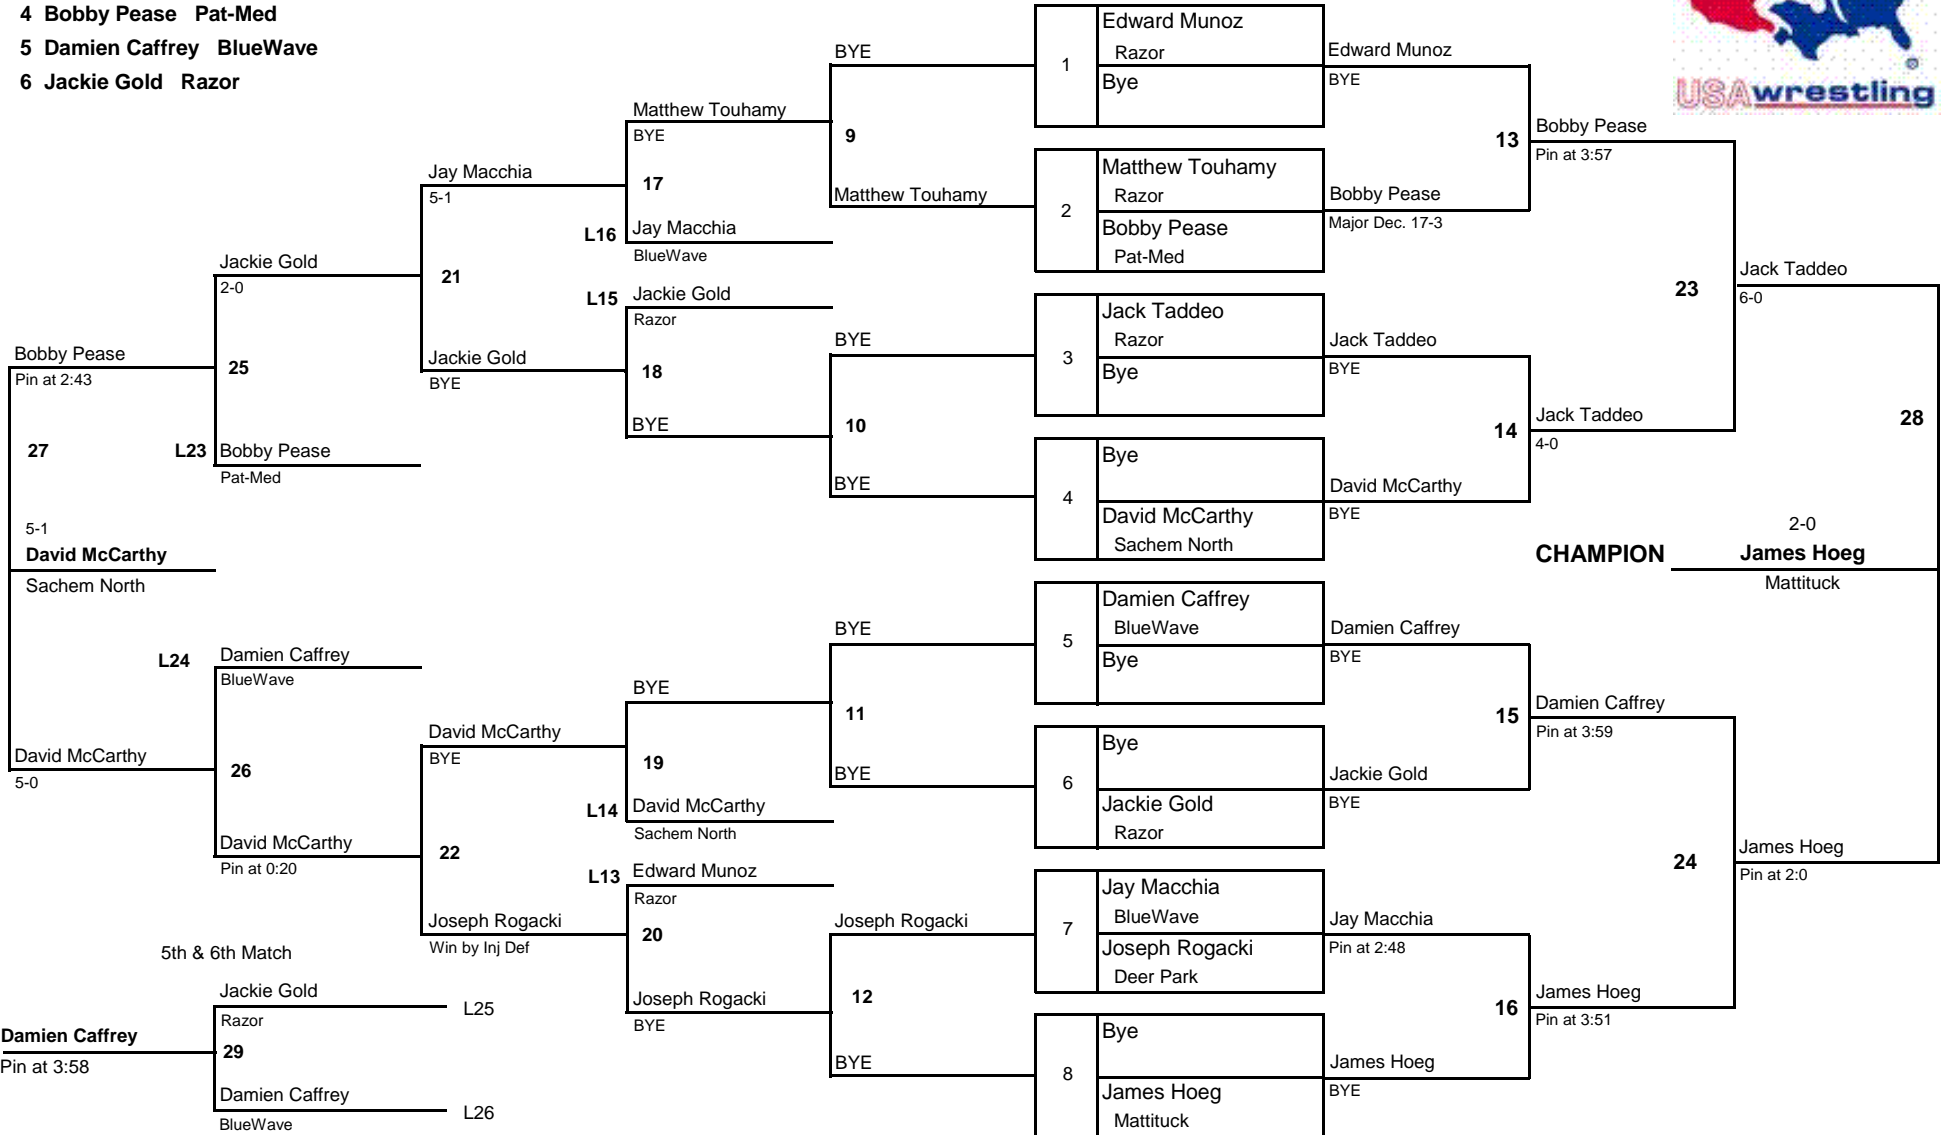 4 Bobby Pease Pat-Med
5 Damien Caffrey BlueWave
6 Jackie Gold Razor
USAwrestling
®
1
Edward Munoz
Razor
Bye
2
Matthew Touhamy
Razor
Bobby Pease
Pat-Med
3
Jack Taddeo
Razor
Bye
4
Bye
David McCarthy
Sachem North
5
Damien Caffrey
BlueWave
Bye
6
Bye
Jackie Gold
Razor
7
Jay Macchia
BlueWave
Joseph Rogacki
Deer Park
8
Bye
James Hoeg
Mattituck
Edward Munoz
BYE
13
Bobby Pease
Major Dec. 17-3
Jack Taddeo
BYE
14
David McCarthy
BYE
Damien Caffrey
BYE
15
Jackie Gold
BYE
Jay Macchia
Pin at 2:48
16
James Hoeg
BYE
Bobby Pease
Pin at 3:57
23
Jack Taddeo
4-0
Damien Caffrey
Pin at 3:59
24
James Hoeg
Pin at 3:51
Jack Taddeo
6-0
28
2-0
CHAMPION James Hoeg
Mattituck
James Hoeg
Pin at 2:0
BYE
9
Matthew Touhamy
BYE
10
BYE
BYE
11
BYE
Joseph Rogacki
12
BYE
Matthew Touhamy
BYE
17
L16 Jay Macchia
BlueWave
L15 Jackie Gold
Razor
18
BYE
BYE
19
L14 David McCarthy
Sachem North
L13 Edward Munoz
Razor
20
Joseph Rogacki
BYE
Jay Macchia
5-1
21
Jackie Gold
BYE
David McCarthy
BYE
22
Joseph Rogacki
Win by Inj Def
Jackie Gold
2-0
25
L23 Bobby Pease
Pat-Med
L24 Damien Caffrey
BlueWave
26
David McCarthy
Pin at 0:20
Bobby Pease
Pin at 2:43
27
5-1
David McCarthy
Sachem North
David McCarthy
5-0
5th & 6th Match
Jackie Gold L25
Razor
Damien Caffrey
29
Pin at 3:58
Damien Caffrey L26
BlueWave